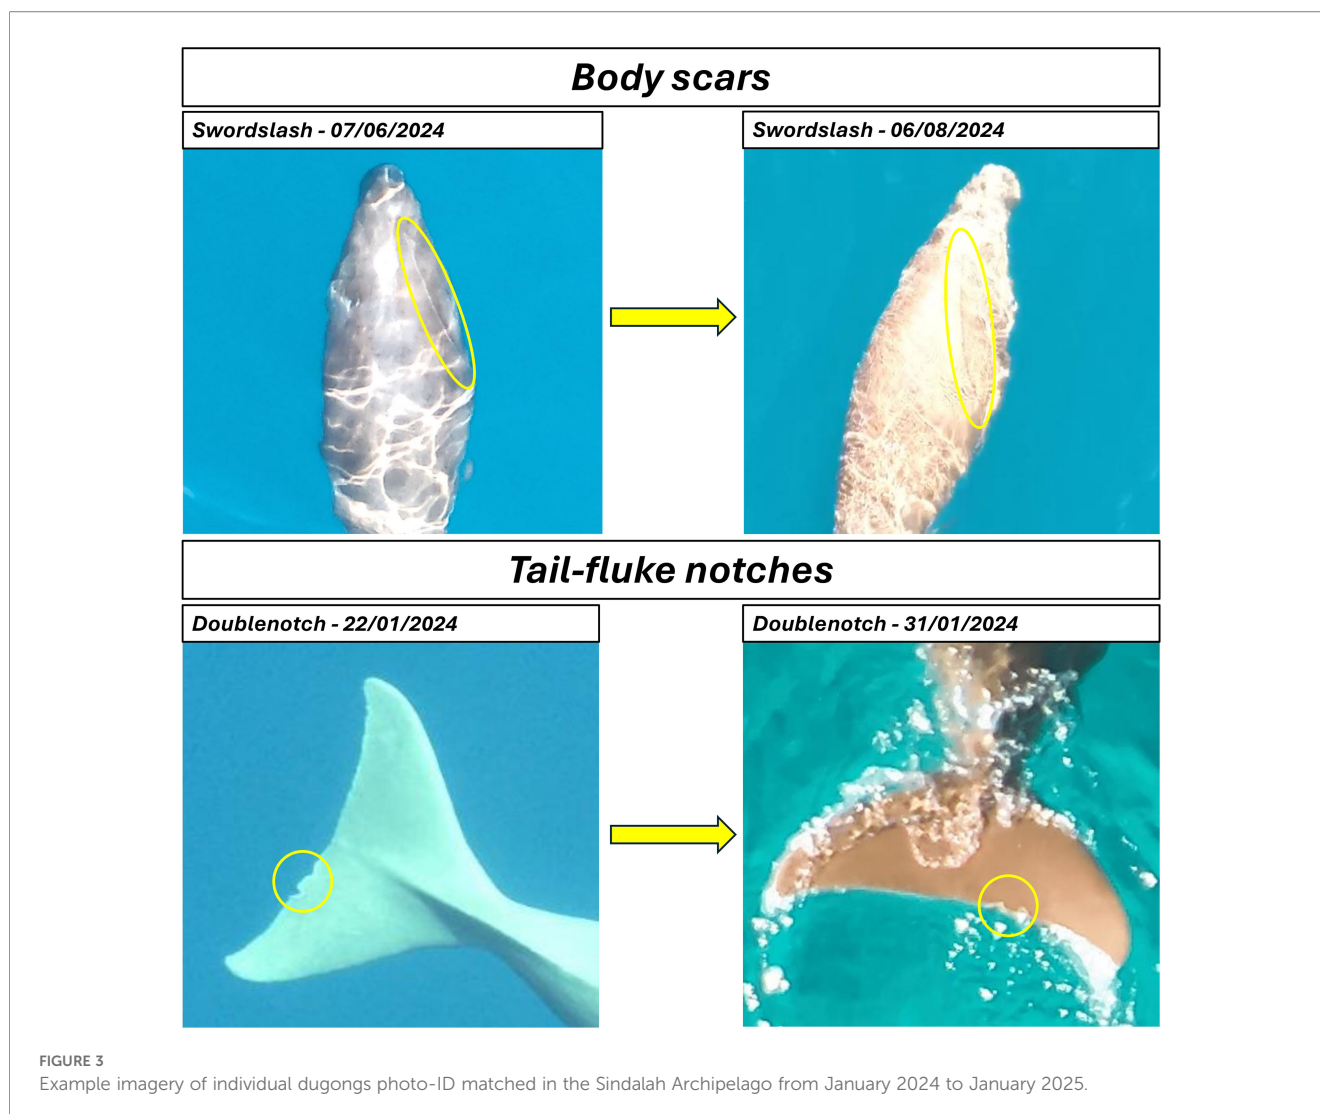 Body scars
Swordslash - 07/06/2024
Swordslash - 06/08/2024
Tail-fluke notches
Doublenotch - 22/01/2024
Doublenotch - 31/01/2024
FIGURE 3
Example imagery of individual dugongs photo-ID matched in the Sindalah Archipelago from January 2024 to January 2025.